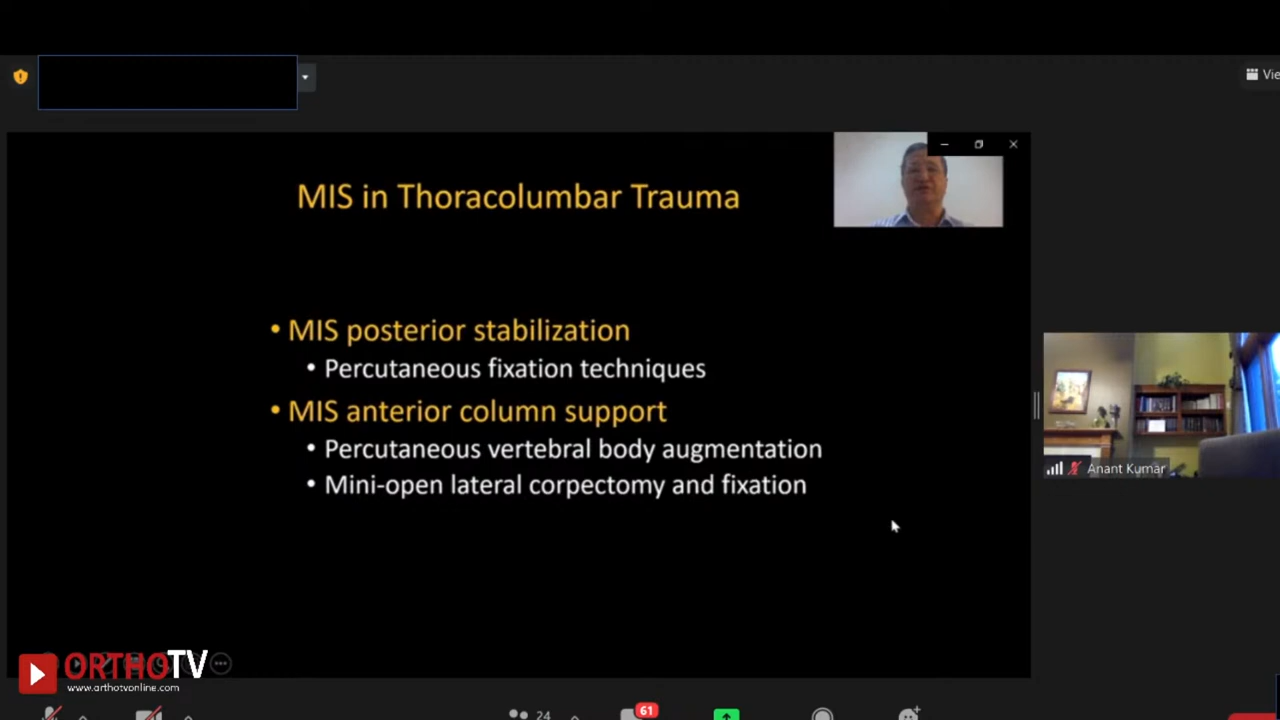 Vie
MIS in Thoracolumbar Trauma
• MIS posterior stabilization
• Percutaneous fixation techniques
• MIS anterior column support
• Percutaneous vertebral body augmentation
• Mini-open lateral corpectomy and fixation
Anant Kumar
ORTHOTV
www.orthotvonline.com
24
61